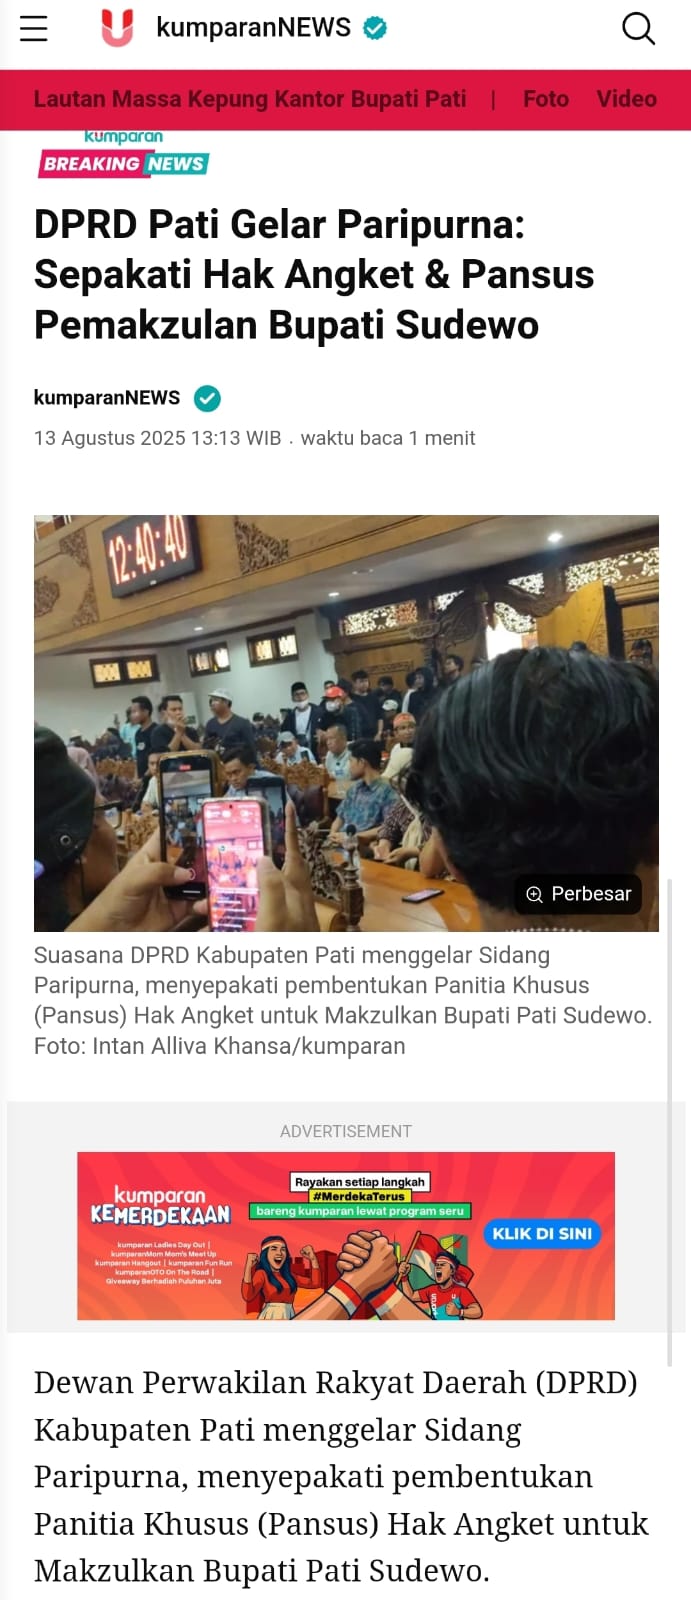 kumparanNEWS
Lautan Massa Kepung Kantor Bupati Pati | Foto Video
kumparan
BREAKING NEWS
DPRD Pati Gelar Paripurna:
Sepakati Hak Angket & Pansus
Pemakzulan Bupati Sudewo
kumparanNEWS
13 Agustus 2025 13:13 WIB . waktu baca 1 menit
12:40:40
Perbesar
Suasana DPRD Kabupaten Pati menggelar Sidang
Paripurna, menyepakati pembentukan Panitia Khusus
(Pansus) Hak Angket untuk Makzulkan Bupati Pati Sudewo.
Foto: Intan Alliva Khansa/kumparan
ADVERTISEMENT
kumparan
KEMERDEKAAN
kumparan Ladies Day Out |
kumparanMom Mom's Meet Up
kumparan Hangout | kumparan Fun Run
kumparanOTO On The Road |
Giveaway Berhadiah Puluhan Juta
Rayakan setiap langkah
#MerdekaTerus
bareng kumparan lewat program seru
KLIK DI SINI
Dewan Perwakilan Rakyat Daerah (DPRD)
Kabupaten Pati menggelar Sidang
Paripurna, menyepakati pembentukan
Panitia Khusus (Pansus) Hak Angket untuk
Makzulkan Bupati Pati Sudewo.